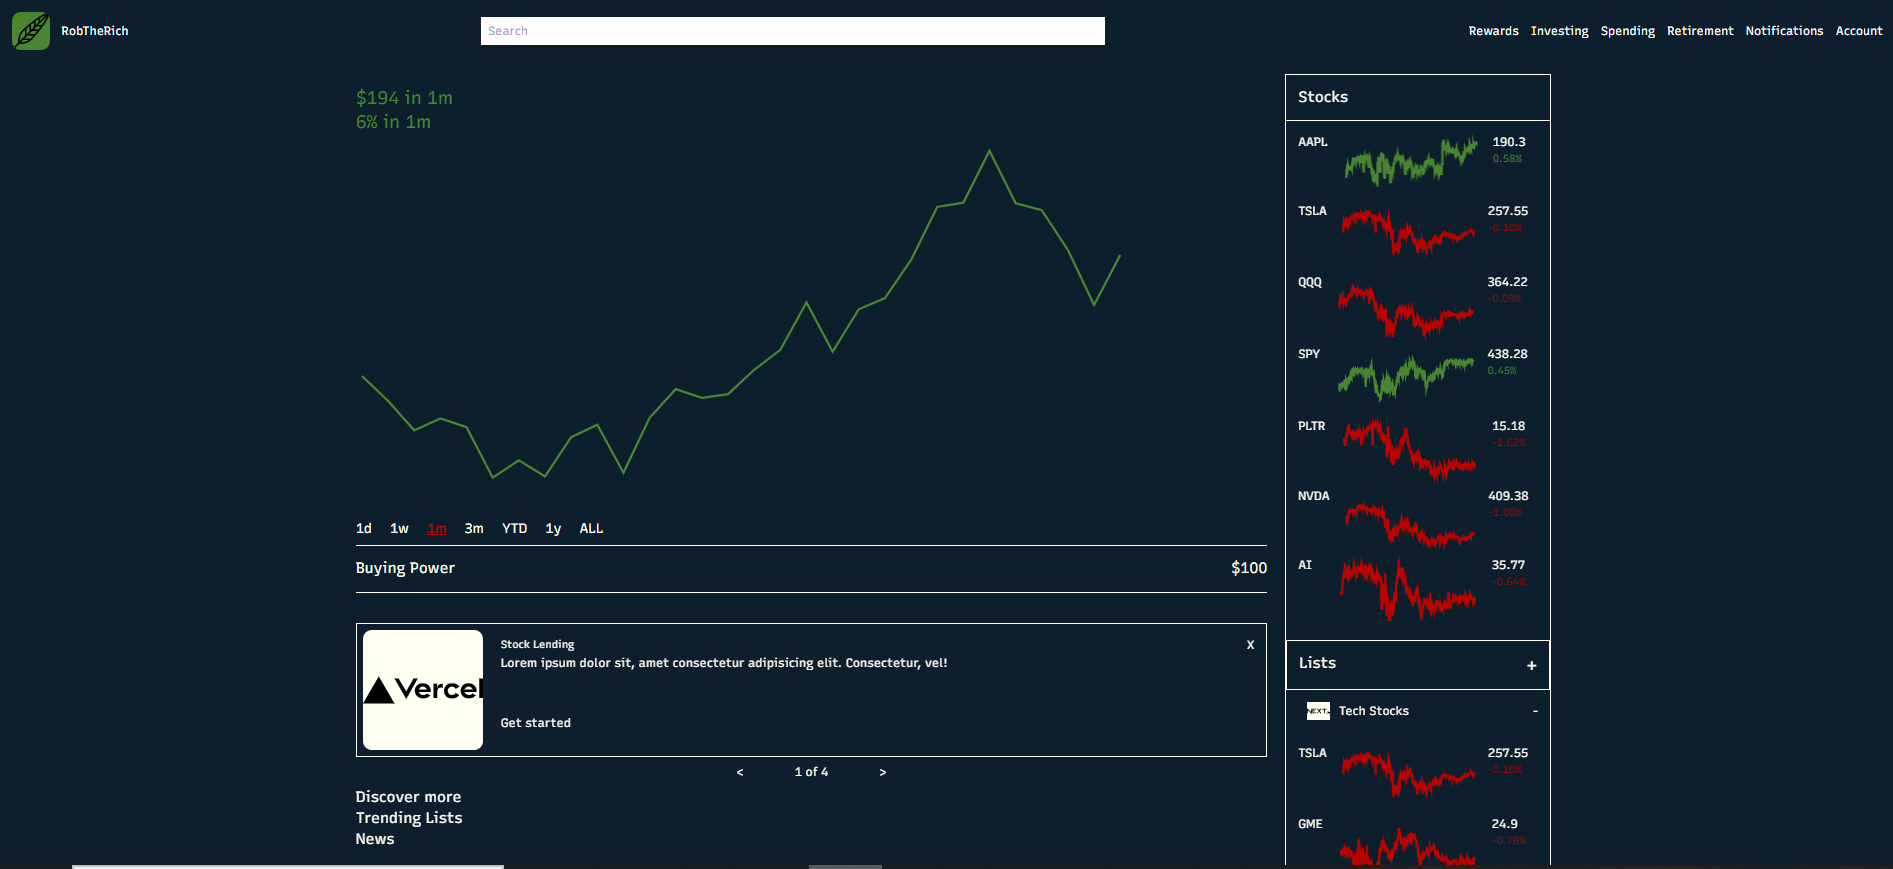 RobTheRich
Search
Rewards Investing Spending Retirement Notifications Account
$194 in 1m
6% in 1m
1d 1w 1m 3m YTD 1y ALL
Buying Power $100
Stock Lending X
Lorem ipsum dolor sit, amet consectetur adipisicing elit. Consectetur, vel!
Vercel
Get started
< 1 of 4 >
Discover more
Trending Lists
News
Stocks
AAPL 190.3
0.58%
TSLA 257.55
-0.10%
QQQ 364.22
-0.09%
SPY 438.28
0.45%
PLTR 15.18
-1.62%
NVDA 409.38
-1.00%
AI 35.77
-0.64%
Lists +
NEXT.JS Tech Stocks -
TSLA 257.55
-0.10%
GME 24.9
-0.76%